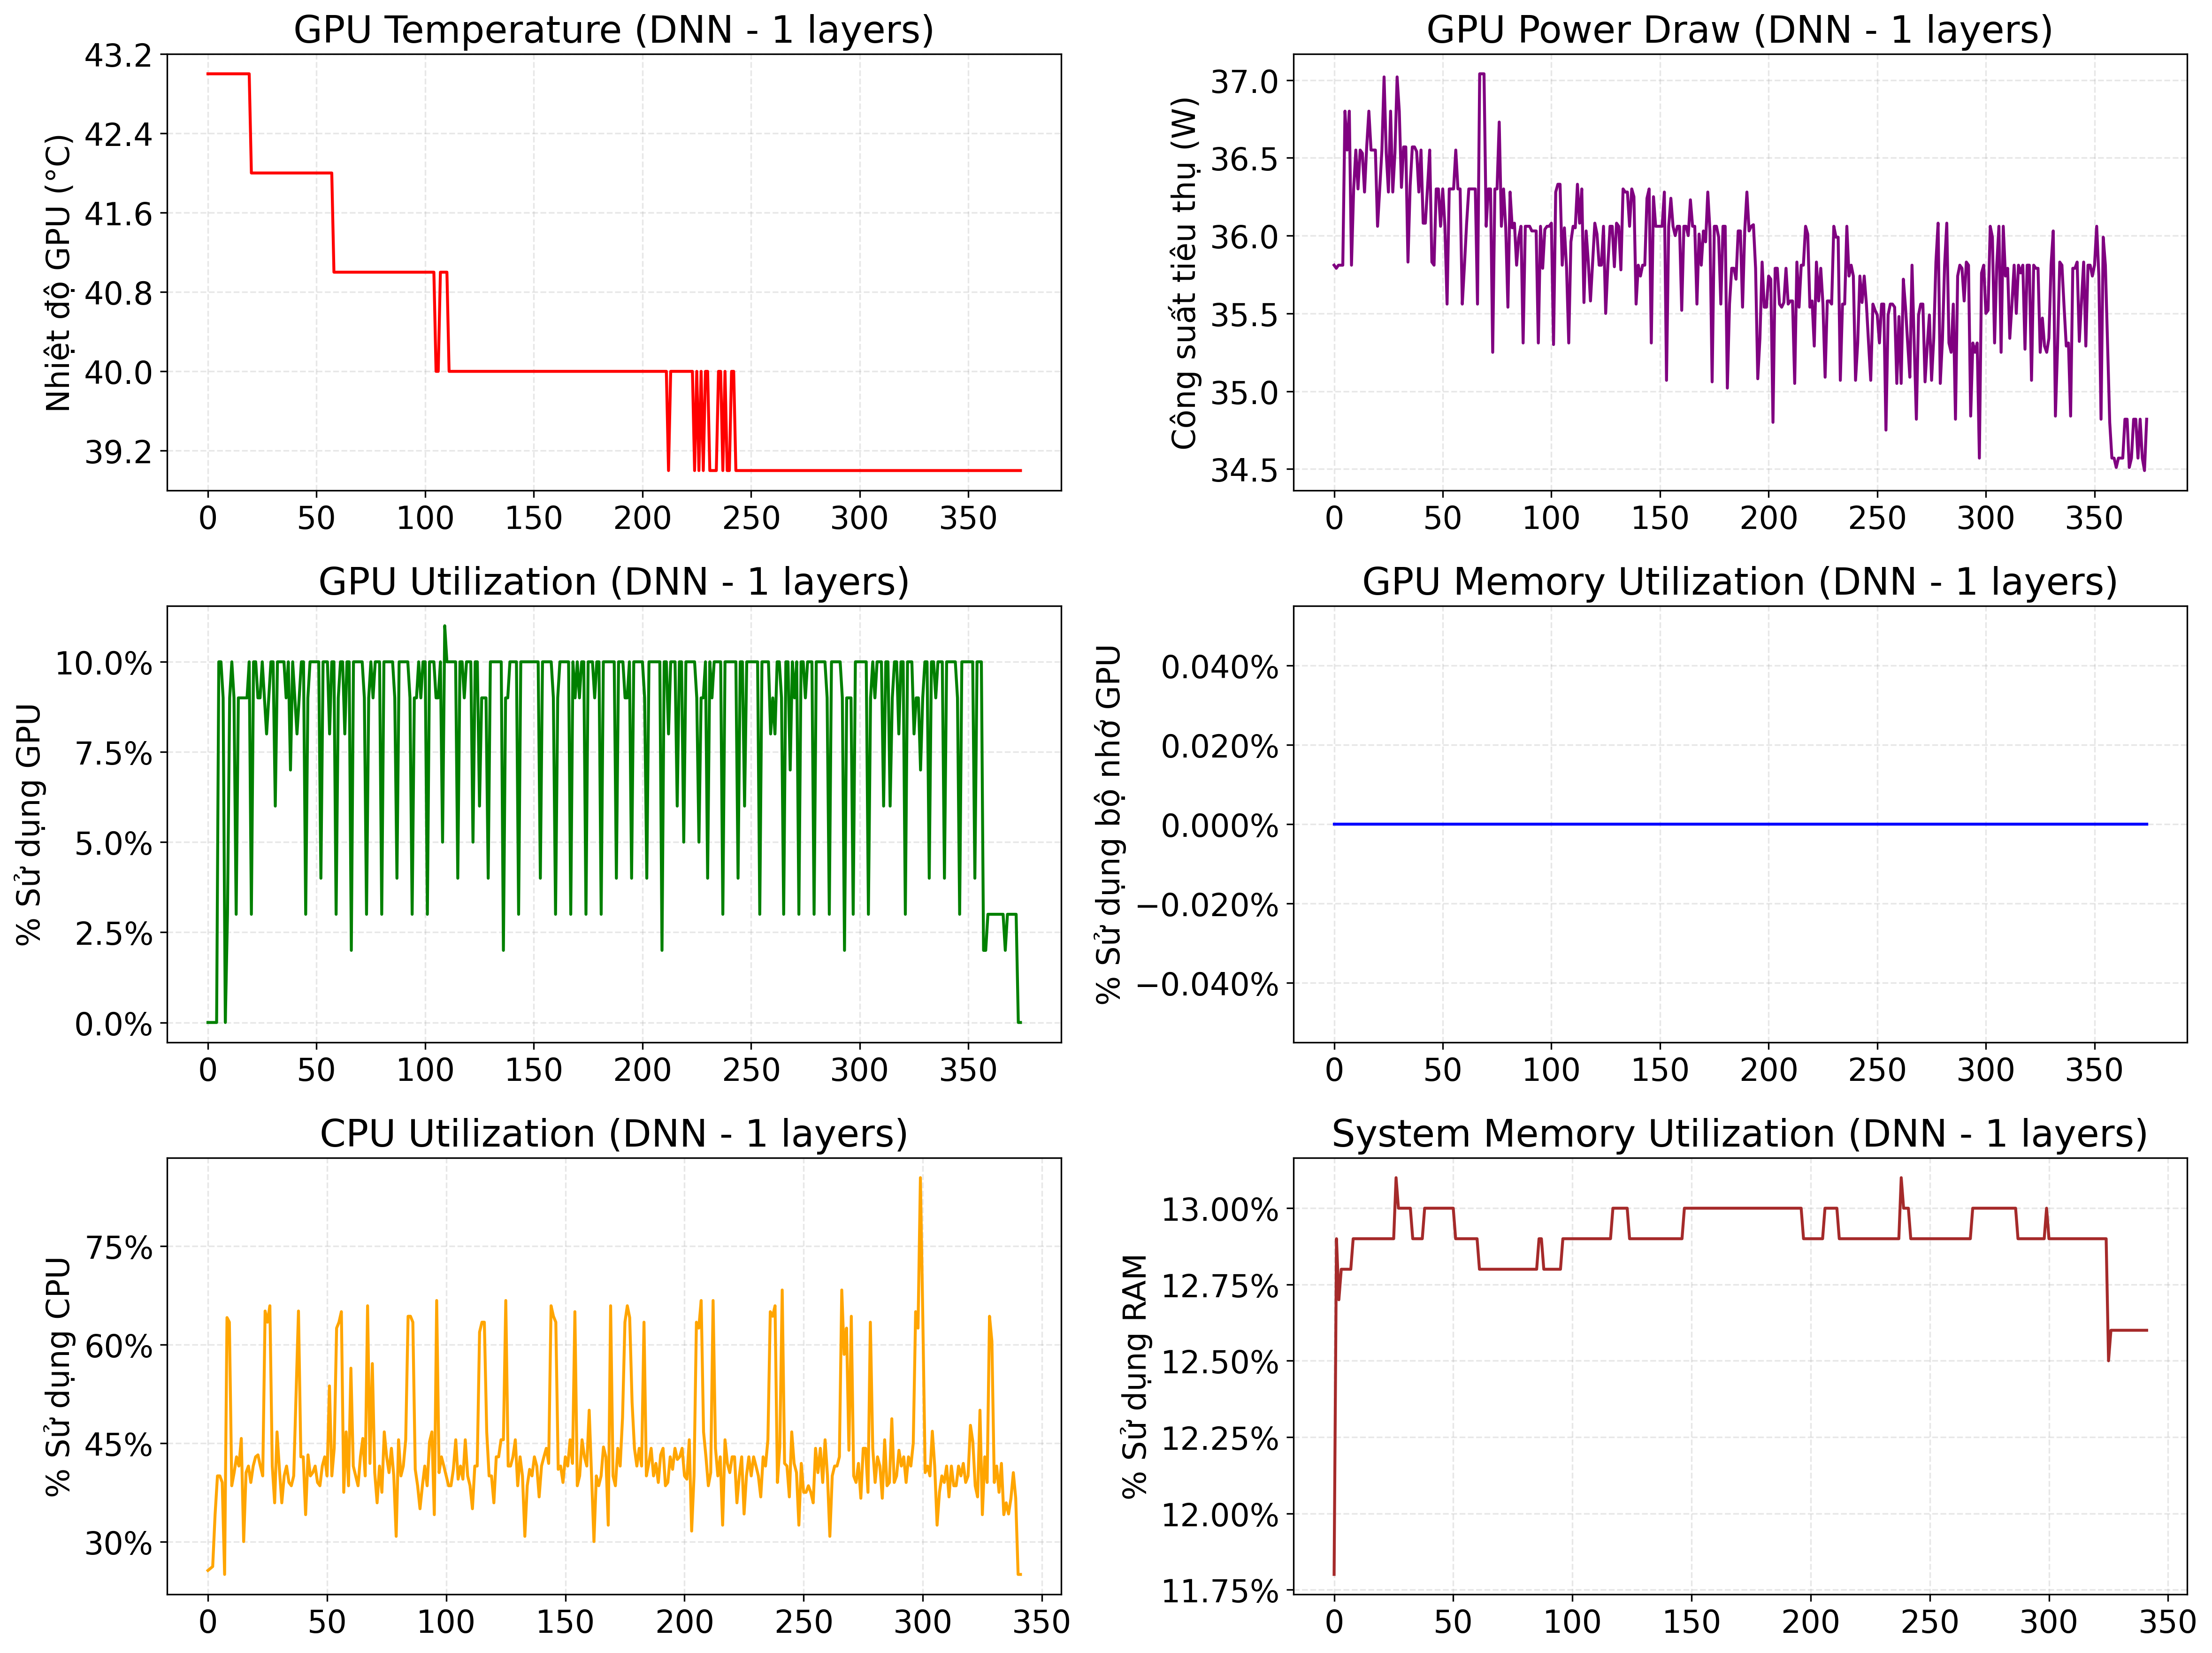 GPU Temperature (DNN - 1 layers)
Nhiệt độ GPU (°C)
43.2
42.4
41.6
40.8
40.0
39.2
0 50 100 150 200 250 300 350
GPU Power Draw (DNN - 1 layers)
Công suất tiêu thụ (W)
37.0
36.5
36.0
35.5
35.0
34.5
0 50 100 150 200 250 300 350
GPU Utilization (DNN - 1 layers)
% Sử dụng GPU
10.0%
7.5%
5.0%
2.5%
0.0%
0 50 100 150 200 250 300 350
GPU Memory Utilization (DNN - 1 layers)
% Sử dụng bộ nhớ GPU
0.040%
0.020%
0.000%
−0.020%
−0.040%
0 50 100 150 200 250 300 350
CPU Utilization (DNN - 1 layers)
% Sử dụng CPU
75%
60%
45%
30%
0 50 100 150 200 250 300 350
System Memory Utilization (DNN - 1 layers)
% Sử dụng RAM
13.00%
12.75%
12.50%
12.25%
12.00%
11.75%
0 50 100 150 200 250 300 350